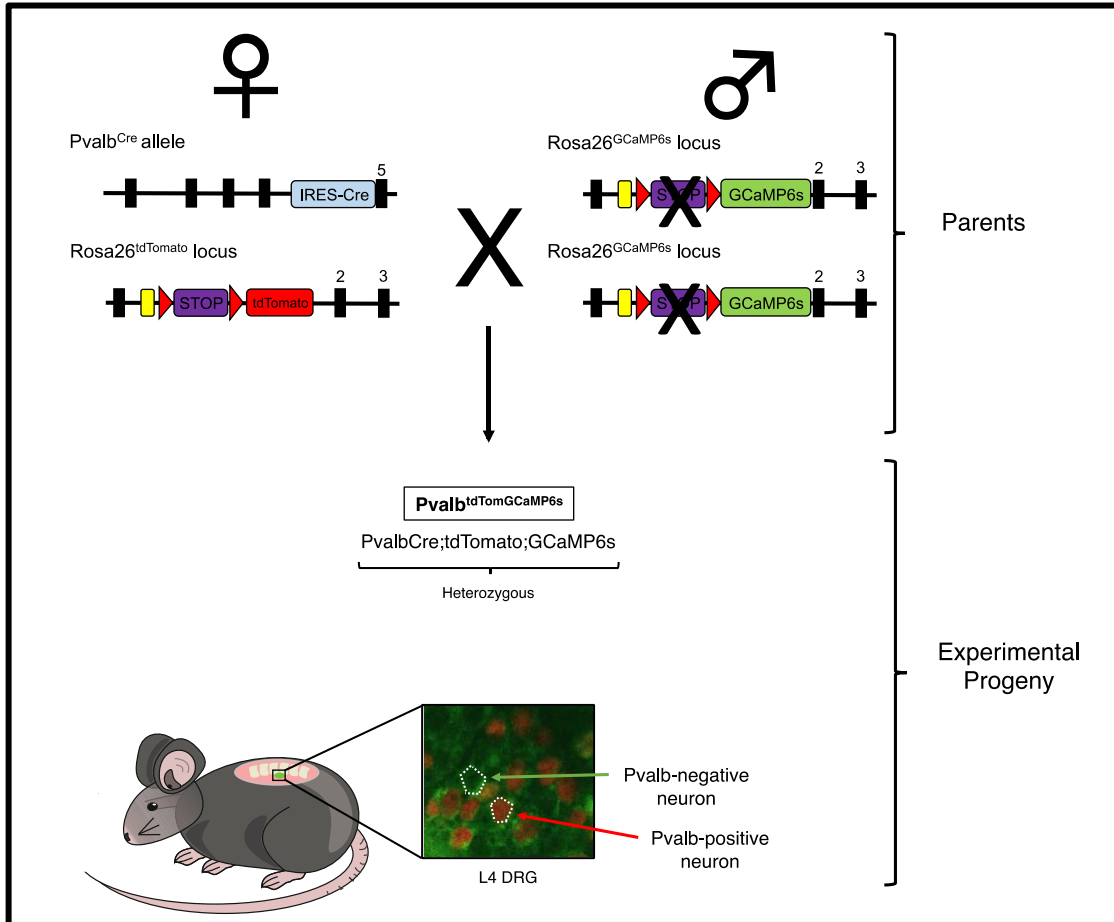 ♀
♂
Pvalb^Cre allele
5
IRES-Cre
Rosa26^tdTomato locus
2
3
STOP
tdTomato
X
Rosa26^GCaMP6s locus
2
3
STOP
GCaMP6s
Rosa26^GCaMP6s locus
2
3
STOP
GCaMP6s
Parents
Pvalb^tdTomGCaMP6s
PvalbCre;tdTomato;GCaMP6s
Heterozygous
Experimental
Progeny
Pvalb-negative
neuron
Pvalb-positive
neuron
L4 DRG